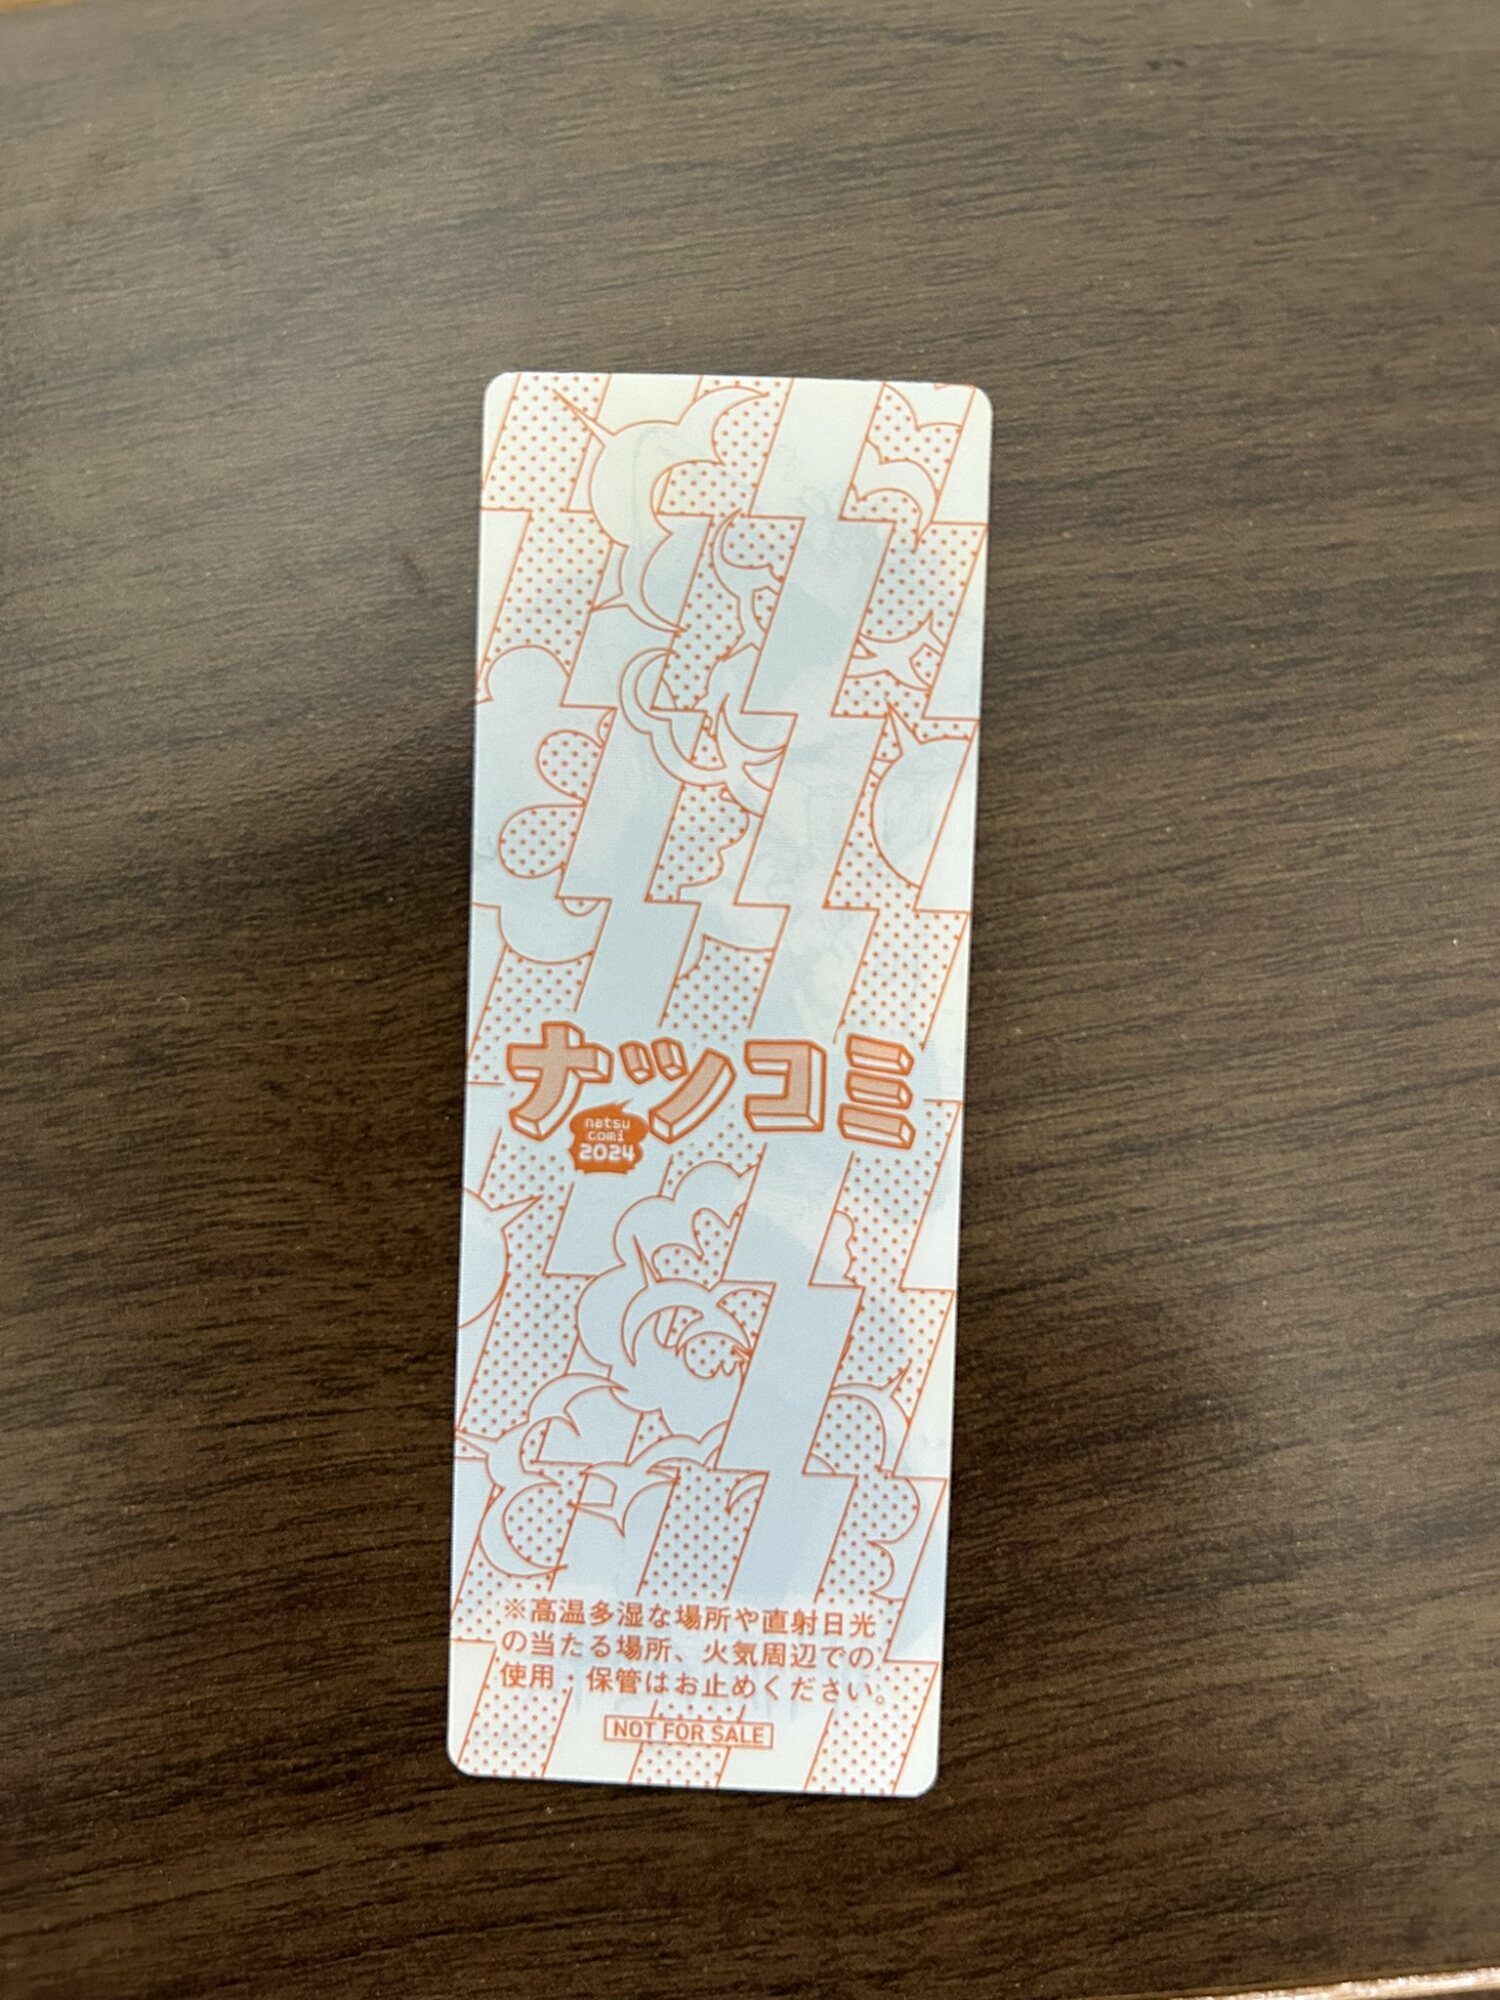 ナツコミ
natsu
comi
2024
※高温多湿な場所や直射日光
の当たる場所、火気周辺での
使用・保管はお止めください。
NOT FOR SALE